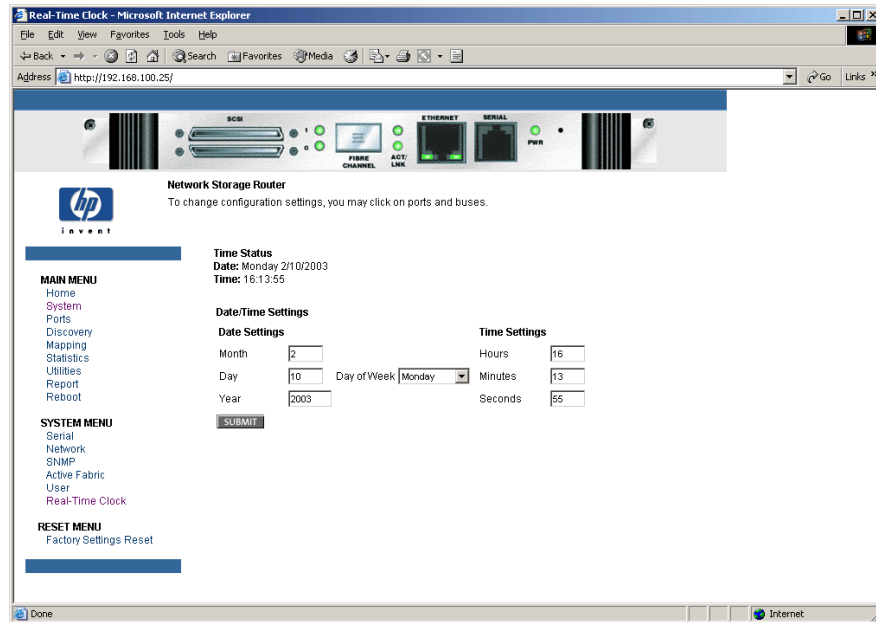 Real-Time Clock - Microsoft Internet Explorer
File Edit View Favorites Tools Help
Back Search Favorites Media
Address http://192.168.100.25/ Go Links »
SCSI ETHERNET SERIAL
1
0
FIBRE CHANNEL ACT/ LNK PWR
hp
invent
Network Storage Router
To change configuration settings, you may click on ports and buses.
MAIN MENU
Home
System
Ports
Discovery
Mapping
Statistics
Utilities
Report
Reboot
SYSTEM MENU
Serial
Network
SNMP
Active Fabric
User
Real-Time Clock
RESET MENU
Factory Settings Reset
Time Status
Date: Monday 2/10/2003
Time: 16:13:55
Date/Time Settings
Date Settings Time Settings
Month 2 Hours 16
Day 10 Day of Week Monday Minutes 13
Year 2003 Seconds 55
SUBMIT
Done Internet